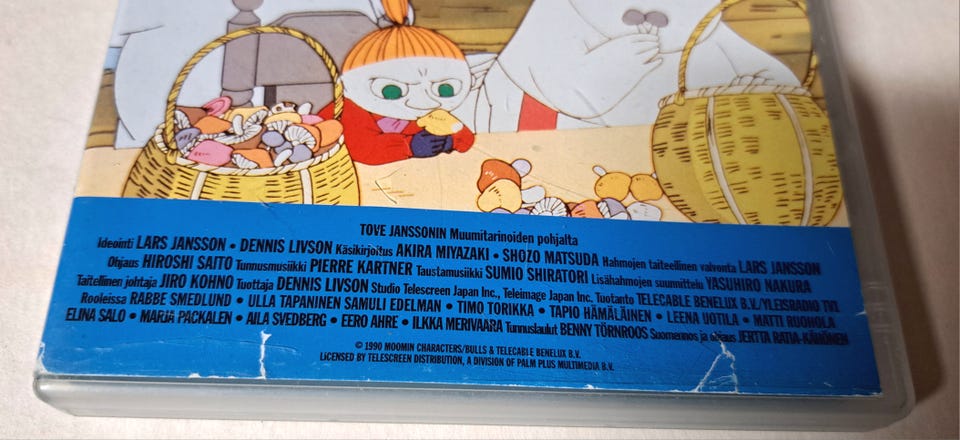 TOVE JANSSONIN Muumitarinoiden pohjalta
Ideointi LARS JANSSON • DENNIS LIVSON Käsikirjoitus AKIRA MIYAZAKI • SHOZO MATSUDA Hahmojen taiteellinen valvonta LARS JANSSON
Ohjaus HIROSHI SAITO Tunnusmusiikki PIERRE KARTNER Taustamusiikki SUMIO SHIRATORI Lisähahmojen suunnittelu YASUHIRO NAKURA
Taiteilinen johtaja JIRO KOHNO Tuottaja DENNIS LIVSON Studio Telescreen Japan Inc., Teleimage Japan Inc. Tuotanto TELECABLE BENELUX B.V./YLEISRADIO TV1
Rooleissa RABBE SMEDLUND • ULLA TAPANINEN SAMULI EDELMAN • TIMO TORIKKA • TAPIO HÄMÄLÄINEN • LEENA UOTILA • MATTI RUOHOLA
ELINA SALO • MARJA PACKALEN • AILA SVEDBERG • EERO AHRE • ILKKA MERIVAARA Tunnuslaulut BENNY TÖRNROOS Suomennos ja ohjaus JERTTA RATIA-KÄHÖNEN
© 1990 MOOMIN CHARACTERS/BULLS & TELECABLE BENELUX B.V.
LICENSED BY TELESCREEN DISTRIBUTION, A DIVISION OF PALM PLUS MULTIMEDIA B.V.